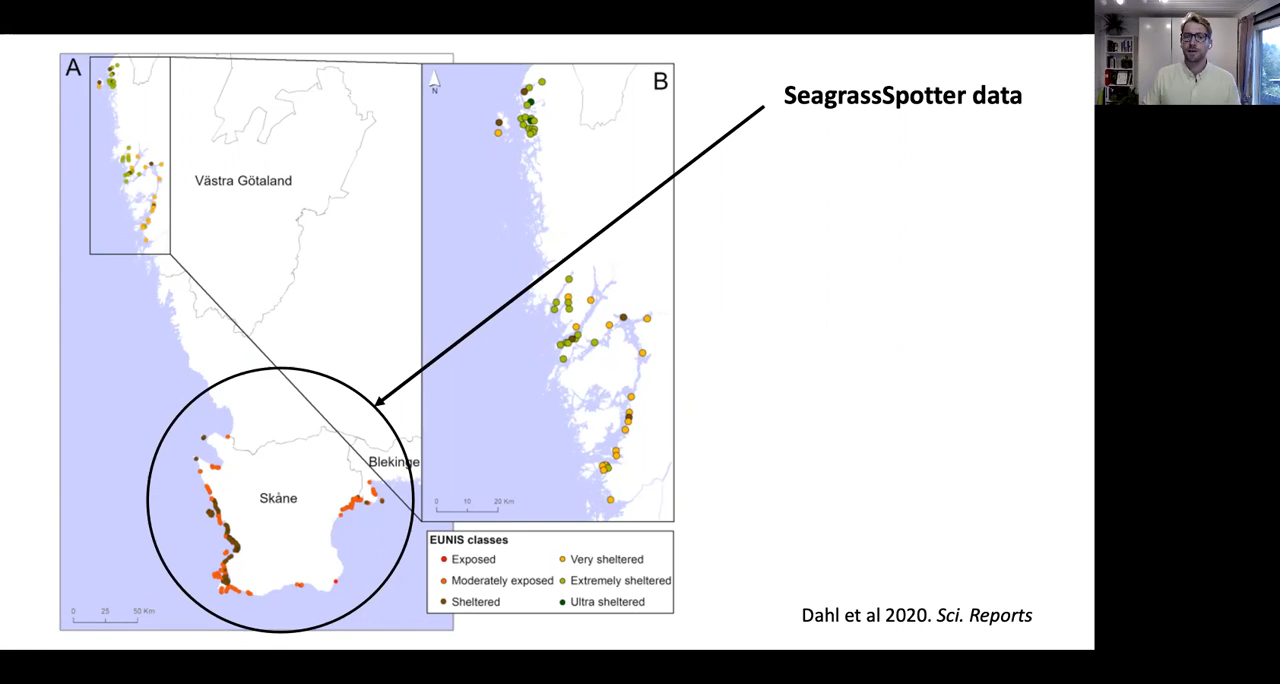 A
B
N
SeagrassSpotter data
Västra Götaland
Blekinge
Skåne
0 10 20 Km
EUNIS classes
Exposed
Very sheltered
Moderately exposed
Extremely sheltered
Sheltered
Ultra sheltered
0 25 50 Km
Dahl et al 2020. Sci. Reports